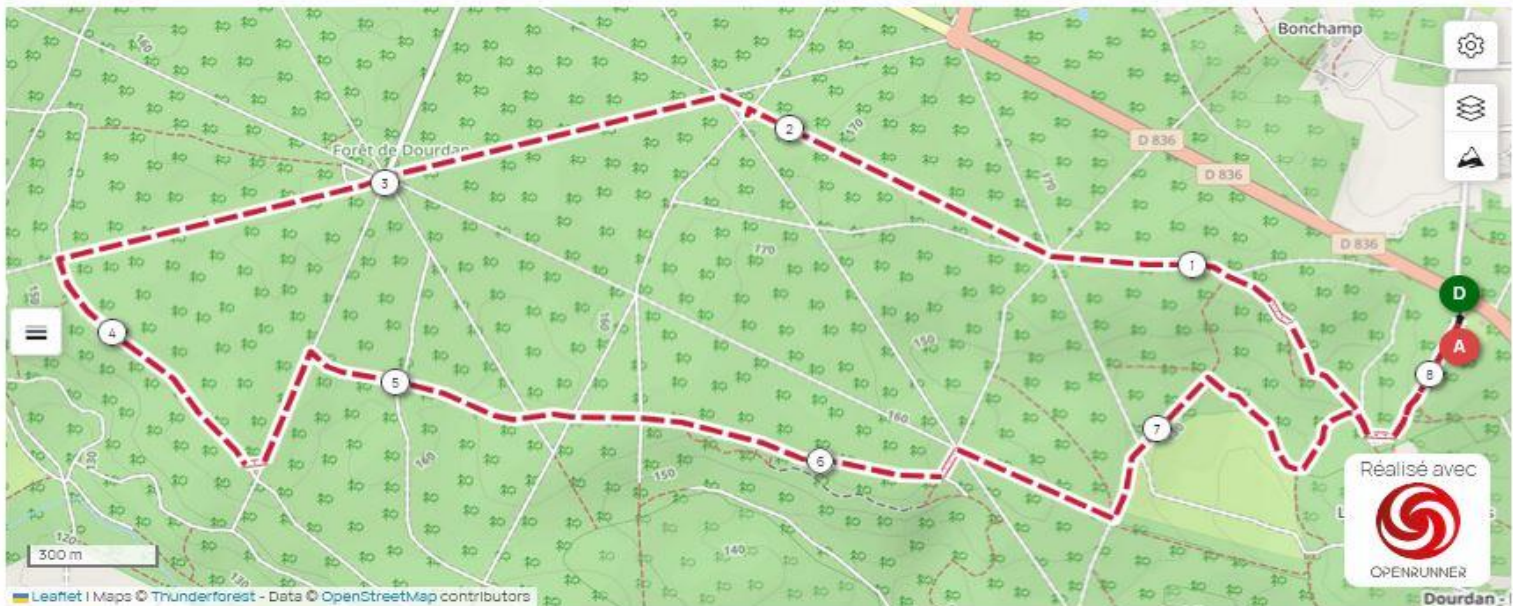 Bonchamp
160
170
2
D 836
Forêt de Dourdan
3
D 836
170
D 836
170
1
D
150
160
4
150
A
5
8
160
7
130
160
6
150
Réalisé avec
120
300 m
140
130
OPENRUNNER
Leaflet | Maps © Thunderforest - Data © OpenStreetMap contributors
Dourdan -